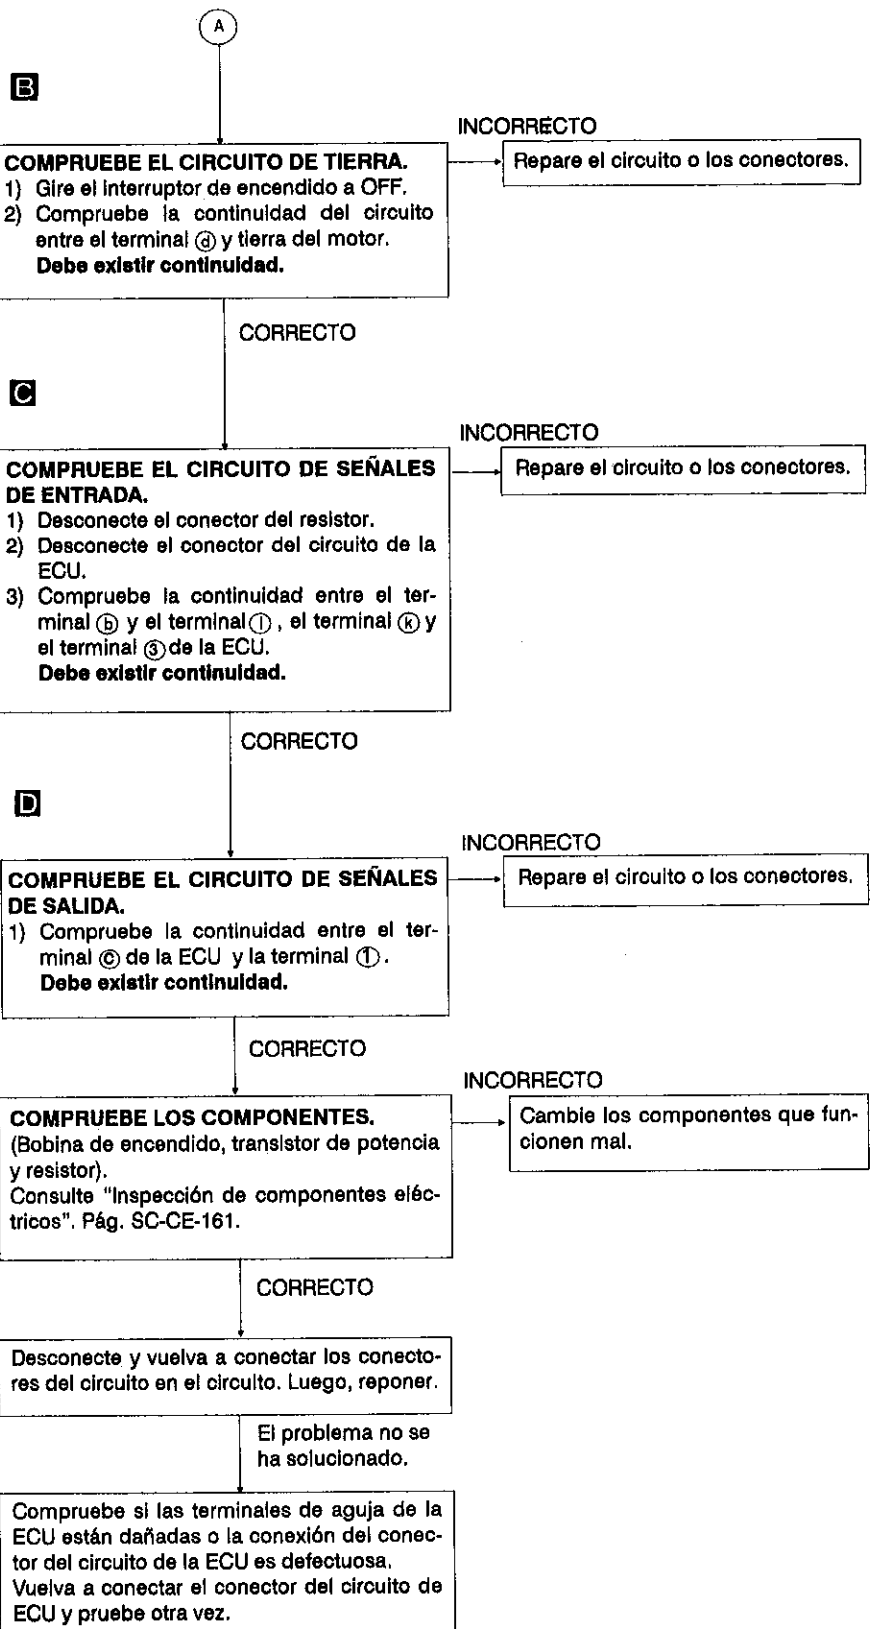 A
B
INCORRECTO
COMPRUEBE EL CIRCUITO DE TIERRA.
1) Gire el interruptor de encendido a OFF.
2) Compruebe la continuidad del circuito
entre el terminal ⓓ y tierra del motor.
Debe existir continuidad.
Repare el circuito o los conectores.
CORRECTO
C
INCORRECTO
COMPRUEBE EL CIRCUITO DE SEÑALES
DE ENTRADA.
1) Desconecte el conector del resistor.
2) Desconecte el conector del circuito de la
ECU.
3) Compruebe la continuidad entre el ter-
minal ⓑ y el terminal ⓛ, el terminal ⓚ y
el terminal ③ de la ECU.
Debe existir continuidad.
Repare el circuito o los conectores.
CORRECTO
D
INCORRECTO
COMPRUEBE EL CIRCUITO DE SEÑALES
DE SALIDA.
1) Compruebe la continuidad entre el ter-
minal ⓒ de la ECU y la terminal ①.
Debe existir continuidad.
Repare el circuito o los conectores.
CORRECTO
INCORRECTO
COMPRUEBE LOS COMPONENTES.
(Bobina de encendido, transistor de potencia
y resistor).
Consulte "Inspección de componentes eléc-
tricos". Pág. SC-CE-161.
Cambie los componentes que fun-
cionen mal.
CORRECTO
Desconecte y vuelva a conectar los conecto-
res del circuito en el circuito. Luego, reponer.
El problema no se
ha solucionado.
Compruebe si las terminales de aguja de la
ECU están dañadas o la conexión del conec-
tor del circuito de la ECU es defectuosa.
Vuelva a conectar el conector del circuito de
ECU y pruebe otra vez.